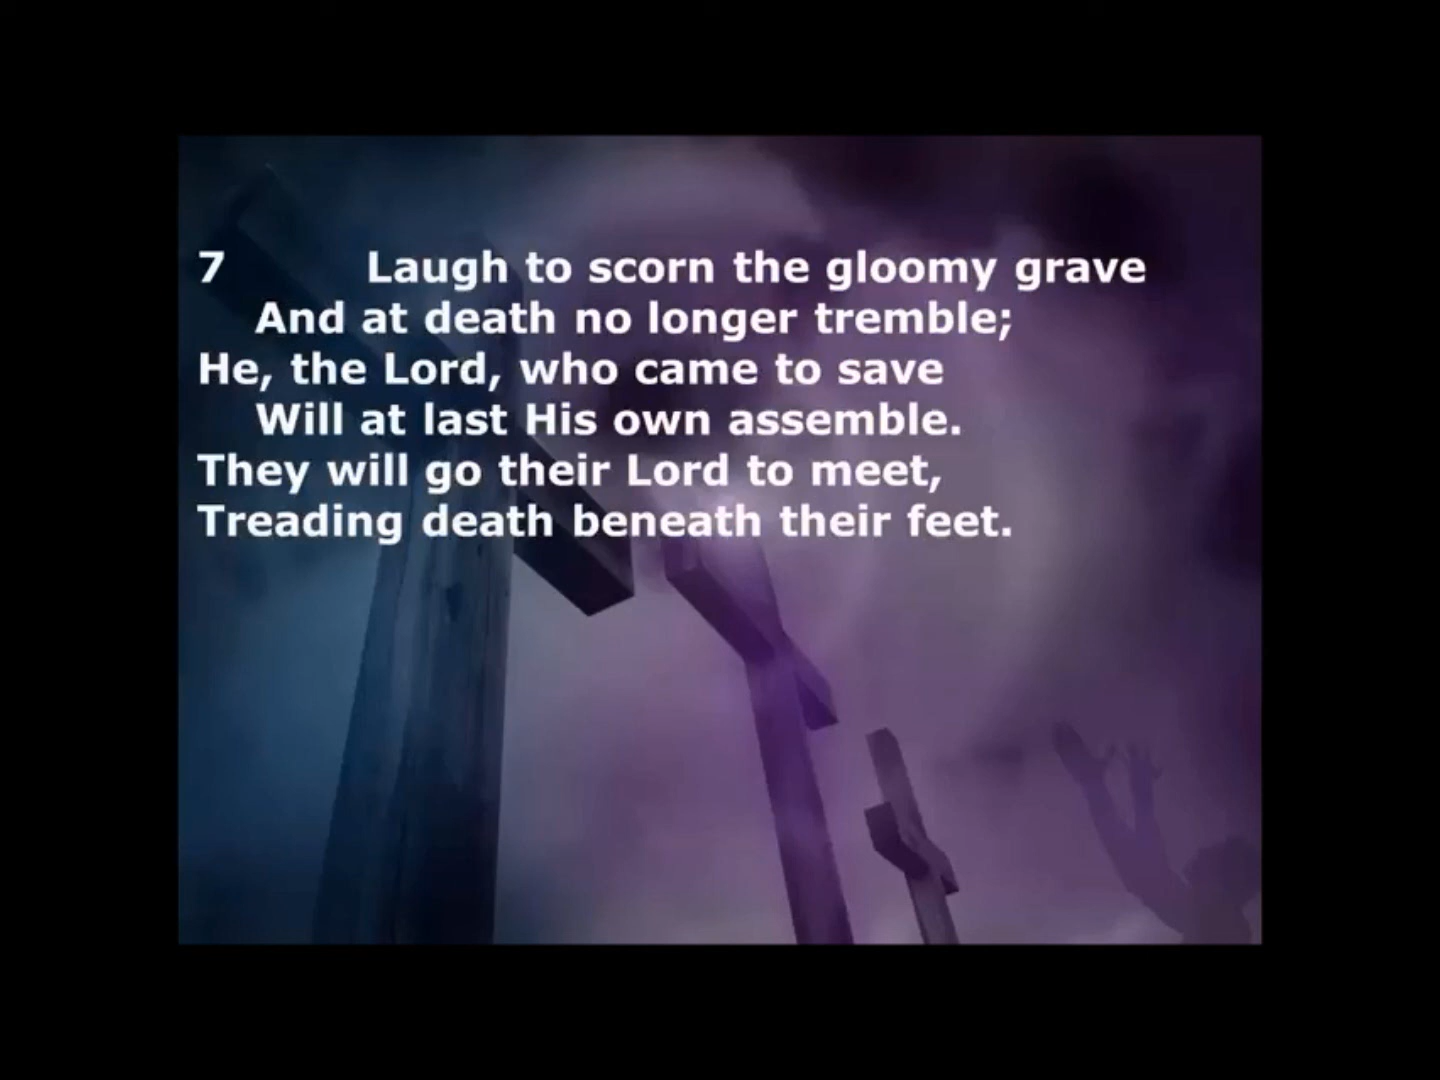 7 Laugh to scorn the gloomy grave
And at death no longer tremble;
He, the Lord, who came to save
Will at last His own assemble.
They will go their Lord to meet,
Treading death beneath their feet.